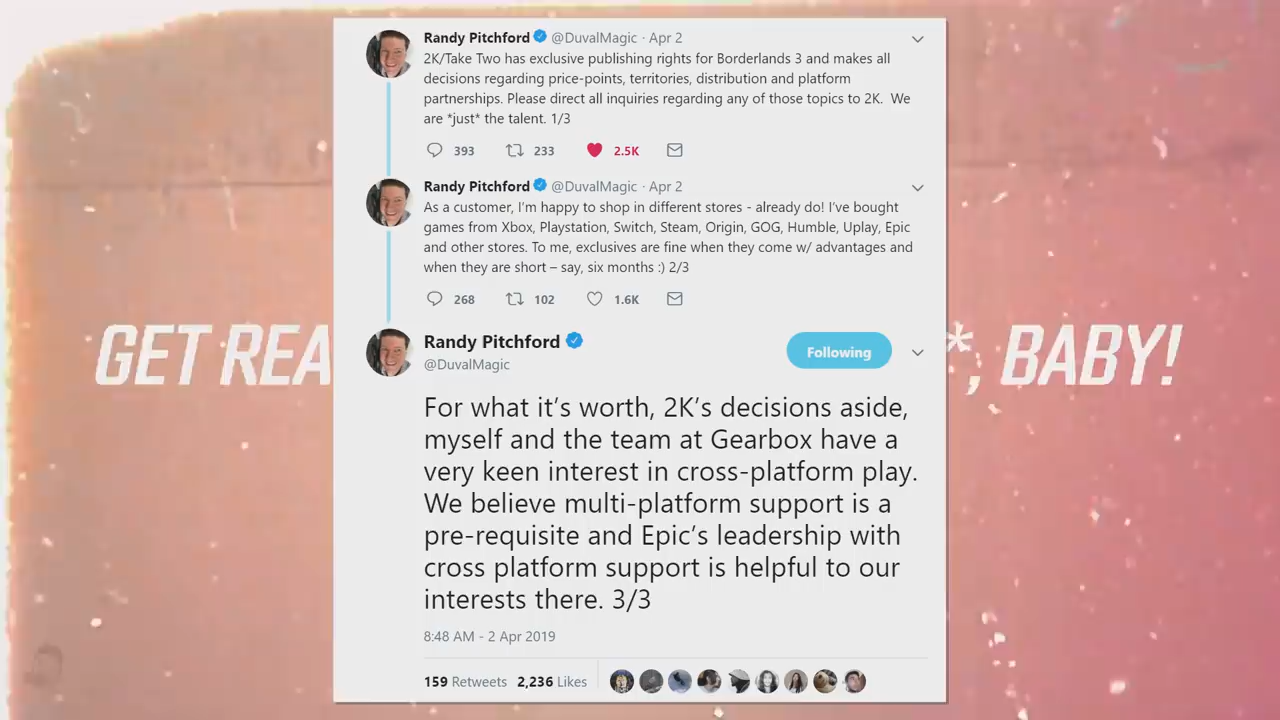 Randy Pitchford @DuvalMagic · Apr 2
2K/Take Two has exclusive publishing rights for Borderlands 3 and makes all
decisions regarding price-points, territories, distribution and platform
partnerships. Please direct all inquiries regarding any of those topics to 2K. We
are *just* the talent. 1/3
393 233 2.5K
Randy Pitchford @DuvalMagic · Apr 2
As a customer, I'm happy to shop in different stores - already do! I've bought
games from Xbox, Playstation, Switch, Steam, Origin, GOG, Humble, Uplay, Epic
and other stores. To me, exclusives are fine when they come w/ advantages and
when they are short – say, six months :) 2/3
268 102 1.6K
GET REA
*, BABY!
Randy Pitchford
@DuvalMagic
Following
For what it's worth, 2K's decisions aside,
myself and the team at Gearbox have a
very keen interest in cross-platform play.
We believe multi-platform support is a
pre-requisite and Epic's leadership with
cross platform support is helpful to our
interests there. 3/3
8:48 AM - 2 Apr 2019
159 Retweets 2,236 Likes